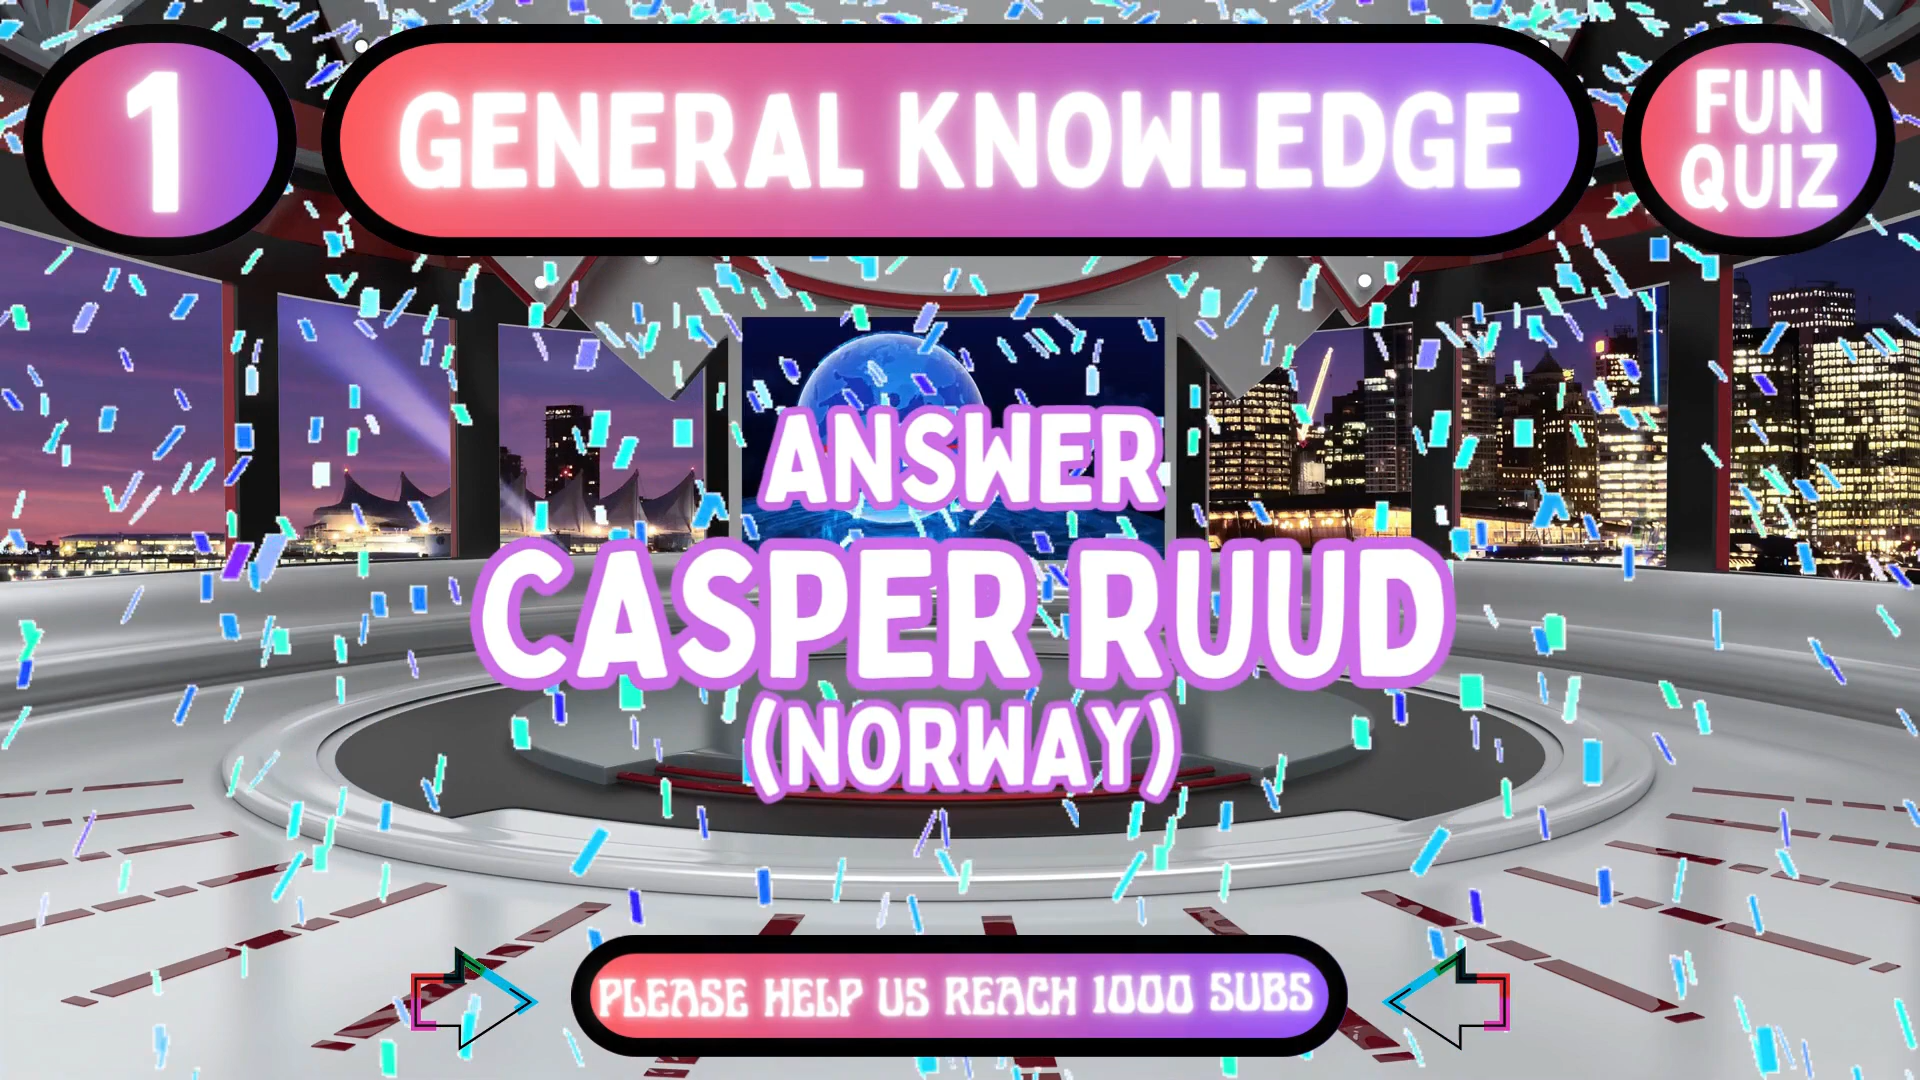 1
GENERAL KNOWLEDGE
FUN
QUIZ
ANSWER
CASPER RUUD
(NORWAY)
PLEASE HELP US REACH 1000 SUBS